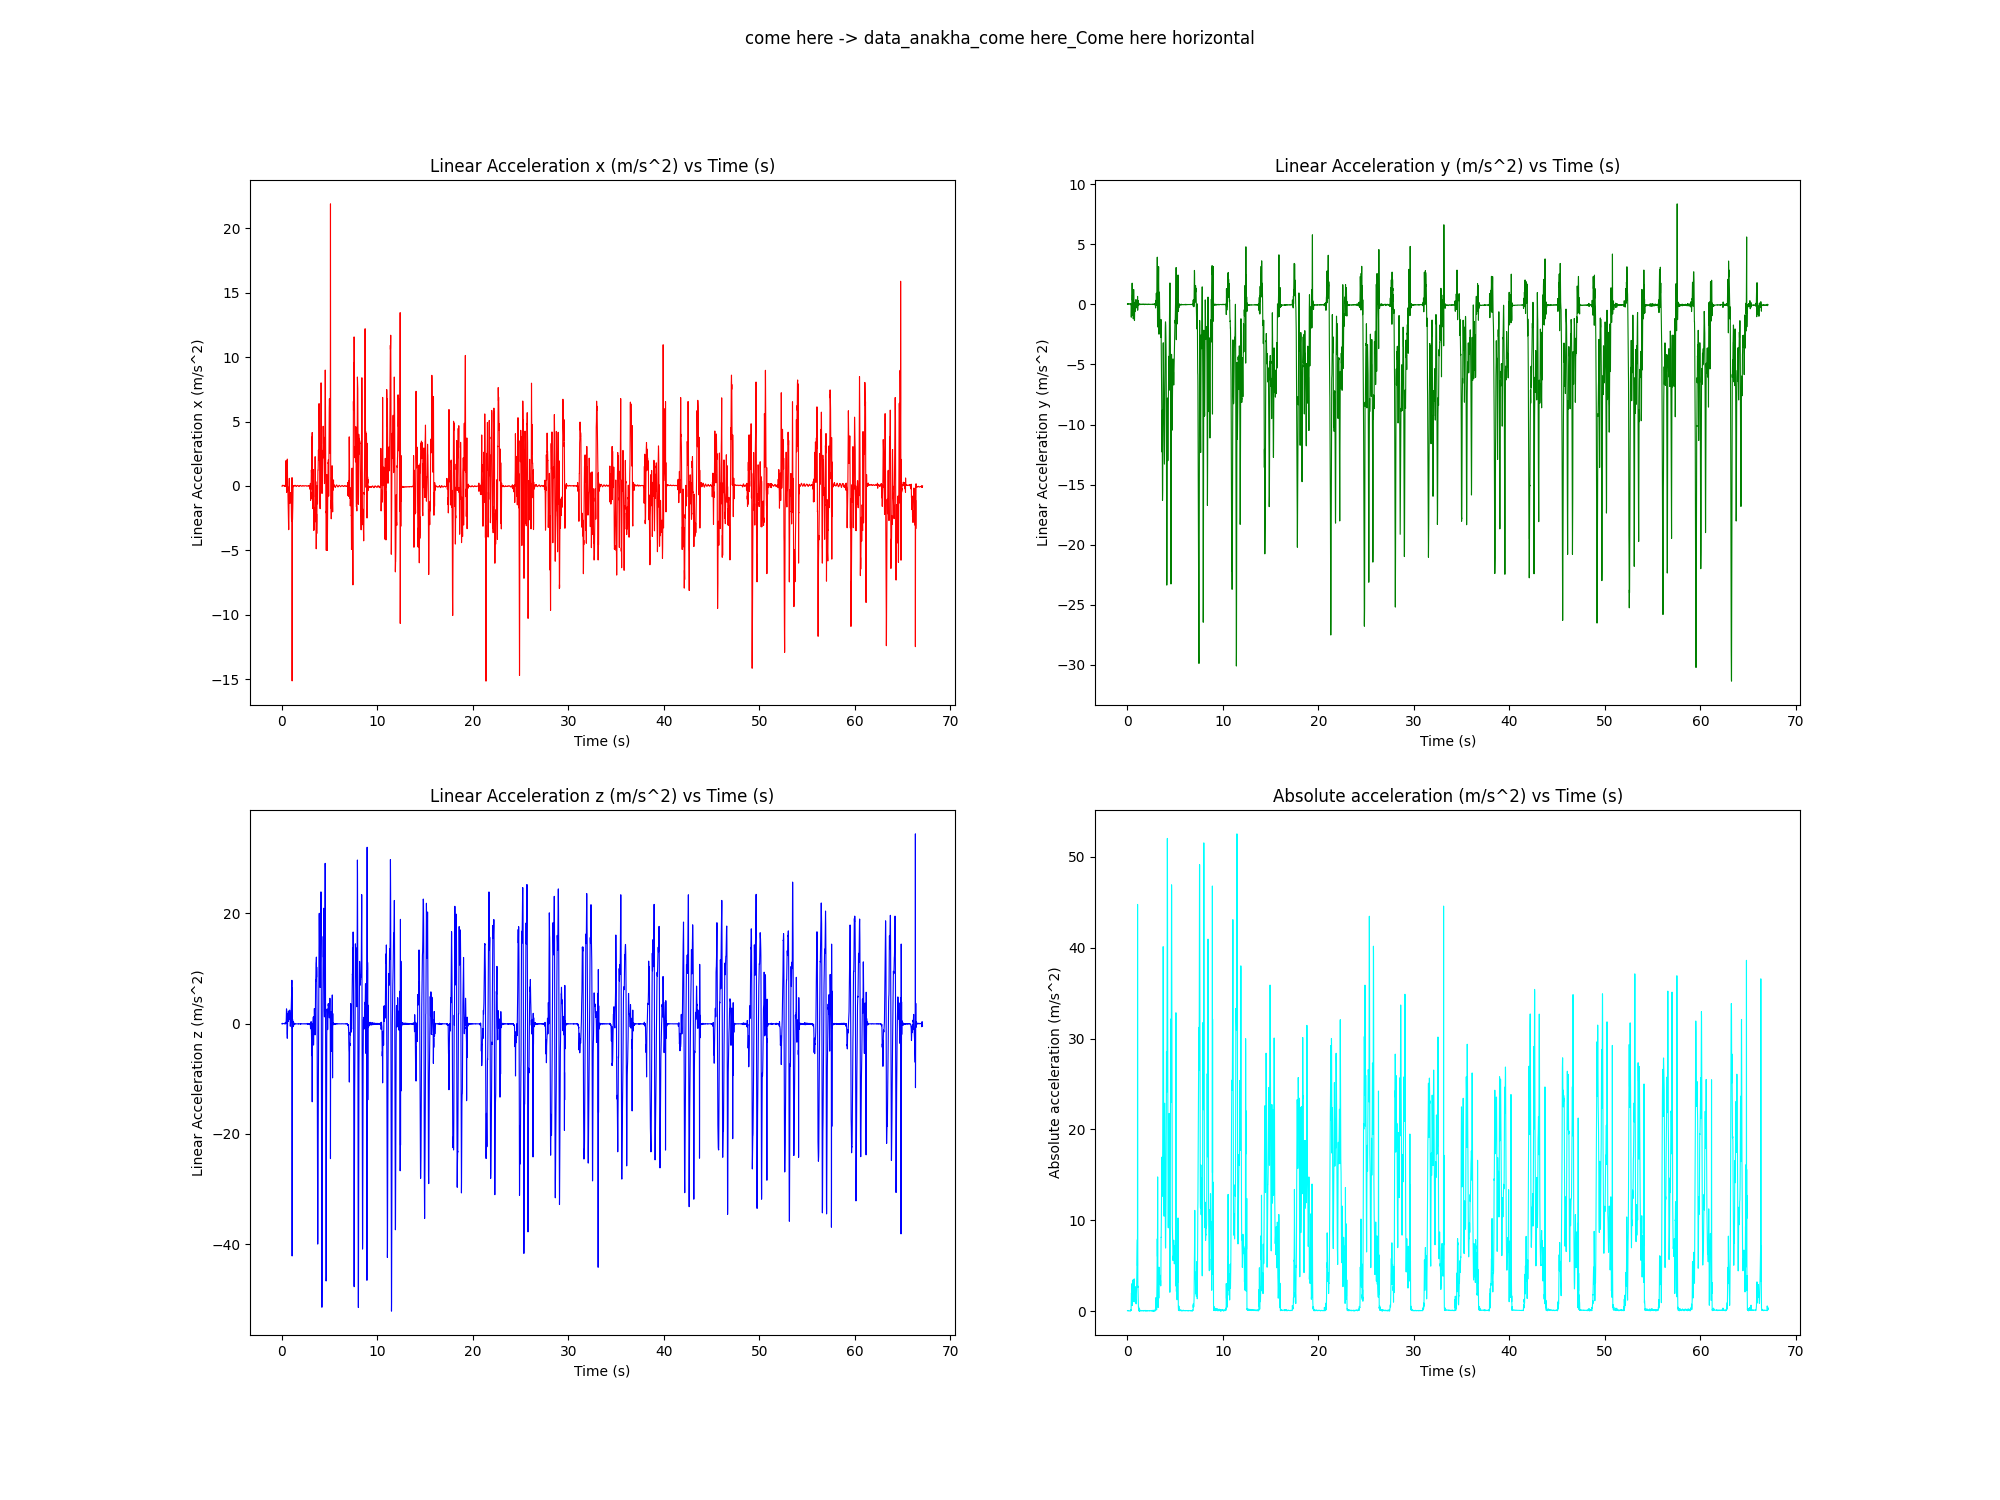 come here -> data_anakha_come here_Come here horizontal
Linear Acceleration x (m/s^2) vs Time (s)
Linear Acceleration x (m/s^2)
20
15
10
5
0
−5
−10
−15
0 10 20 30 40 50 60 70
Time (s)
Linear Acceleration y (m/s^2) vs Time (s)
Linear Acceleration y (m/s^2)
10
5
0
−5
−10
−15
−20
−25
−30
0 10 20 30 40 50 60 70
Time (s)
Linear Acceleration z (m/s^2) vs Time (s)
Linear Acceleration z (m/s^2)
20
0
−20
−40
0 10 20 30 40 50 60 70
Time (s)
Absolute acceleration (m/s^2) vs Time (s)
Absolute acceleration (m/s^2)
50
40
30
20
10
0
0 10 20 30 40 50 60 70
Time (s)